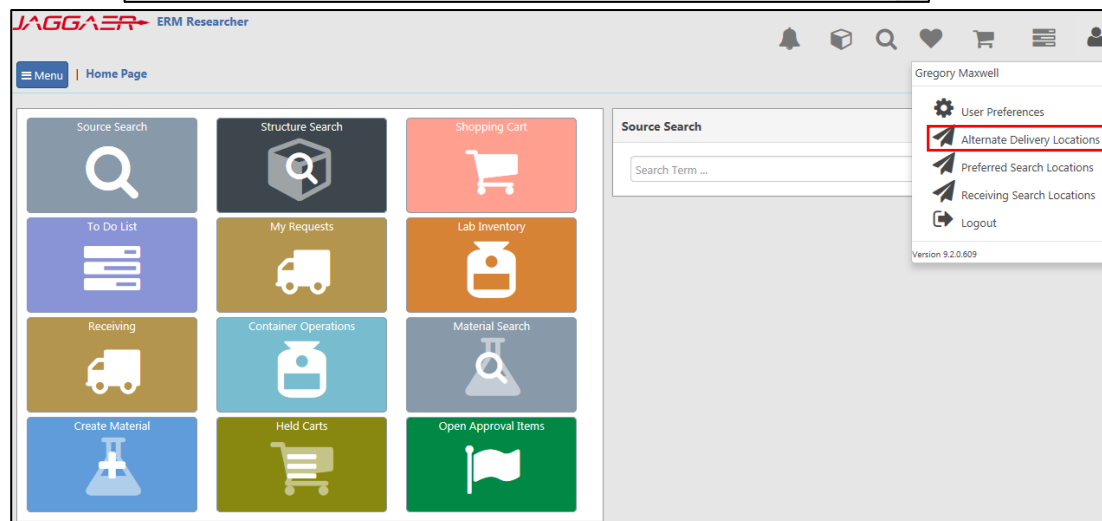 JAGGAER ERM Researcher
Menu | Home Page
Gregory Maxwell
User Preferences
Alternate Delivery Locations
Preferred Search Locations
Receiving Search Locations
Logout
Version 9.2.0.609
Source Search
Structure Search
Shopping Cart
To Do List
My Requests
Lab Inventory
Receiving
Container Operations
Material Search
Create Material
Held Carts
Open Approval Items
Source Search
Search Term ...